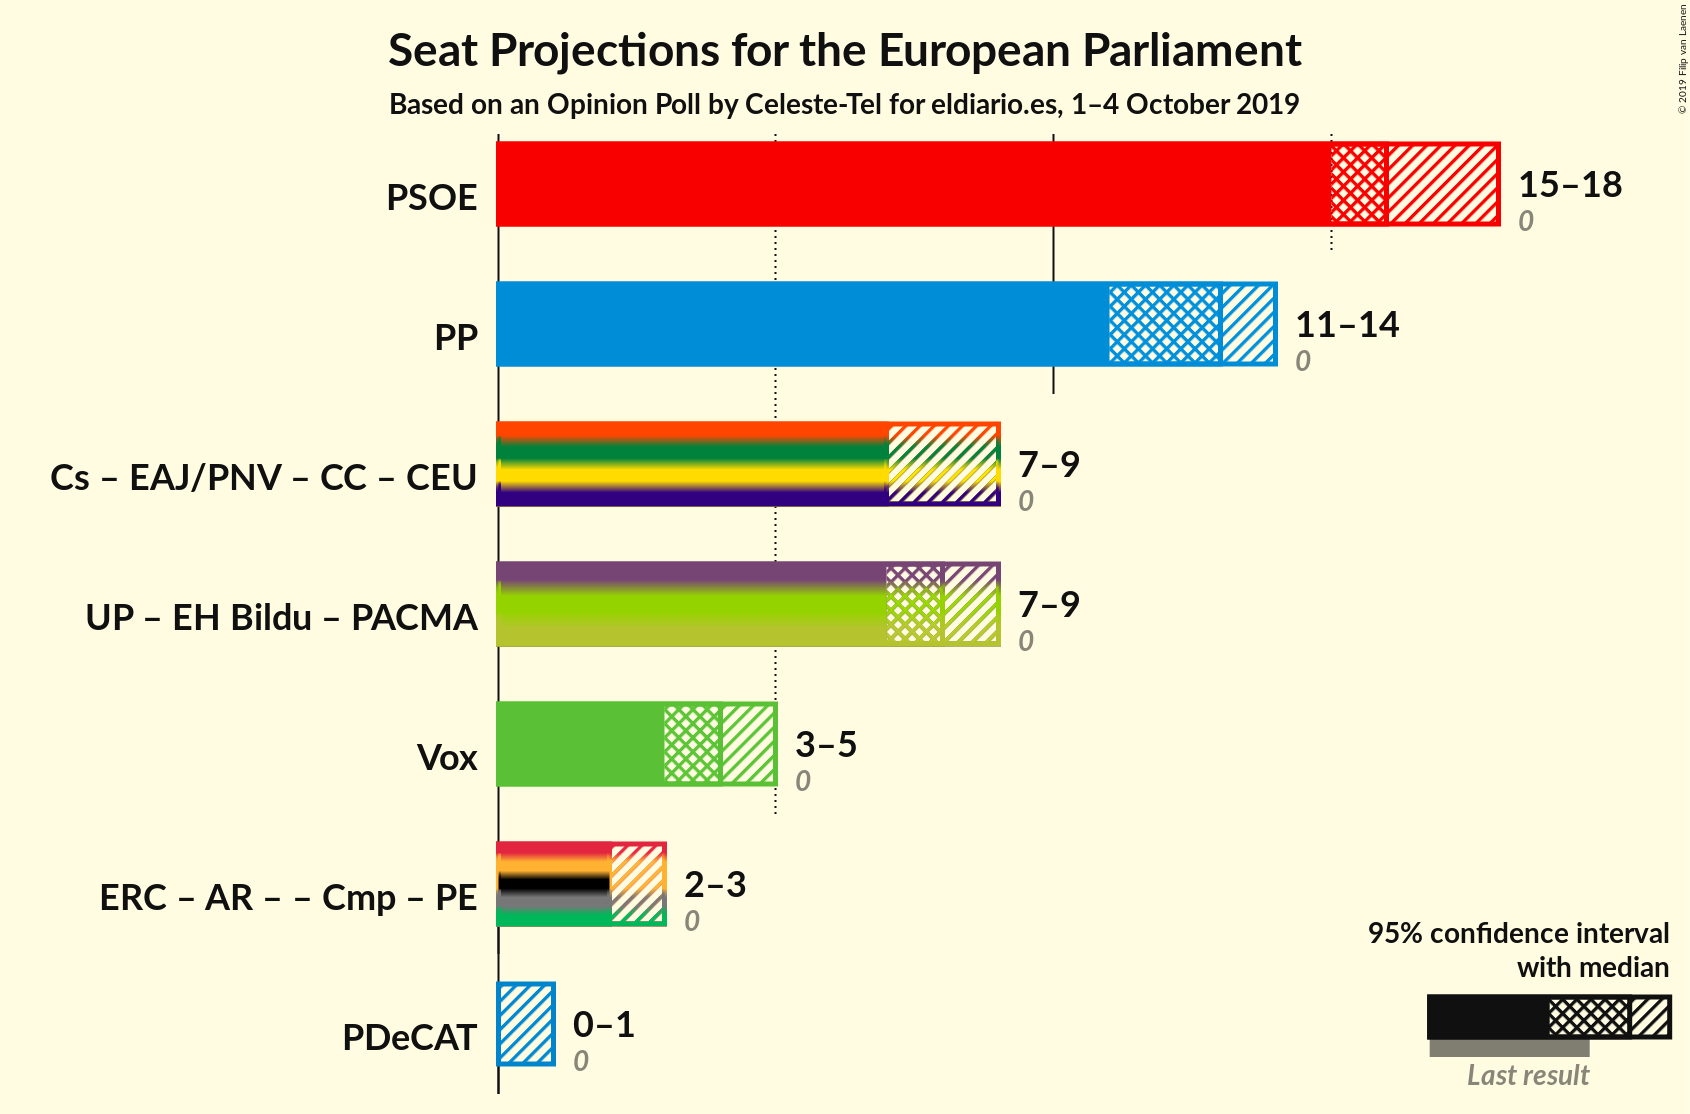 Seat Projections for the European Parliament
Based on an Opinion Poll by Celeste-Tel for eldiario.es, 1–4 October 2019
© 2019 Filip van Laenen
PSOE
15–18
0
PP
11–14
0
Cs – EAJ/PNV – CC – CEU
7–9
0
UP – EH Bildu – PACMA
7–9
0
Vox
3–5
0
ERC – AR – – Cmp – PE
2–3
0
PDeCAT
0–1
0
95% confidence interval
with median
Last result